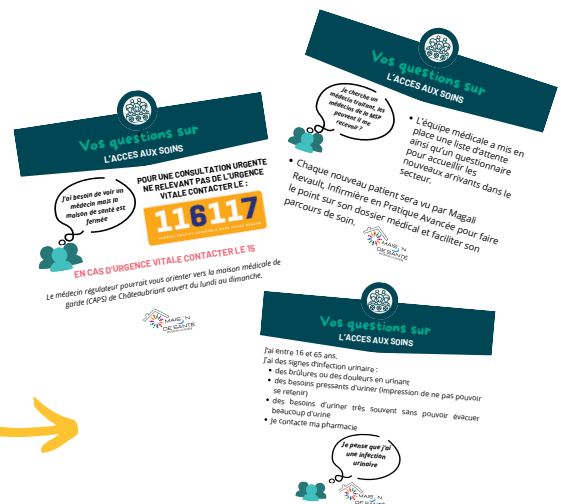 Vos questions sur
L'ACCES AUX SOINS
J'ai besoin de voir un
médecin mais la
maison de santé est
fermée
POUR UNE CONSULTATION URGENTE
NE RELEVANT PAS DE L'URGENCE
VITALE CONTACTER LE :
116117
EN CAS D'URGENCE VITALE CONTACTER LE 15
Le médecin régulateur pourrait vous orienter vers la maison médicale de
garde (CAPS) de Châteaubriant ouvert du lundi au dimanche.
MAISON
DE SANTÉ
Vos questions sur
L'ACCES AUX SOINS
Je cherche un
médecin traitant, les
médecins de la MSP
peuvent il me
recevoir ?
• L'équipe médicale a mis en
place une liste d'attente
ainsi qu'un questionnaire
pour accueillir les
nouveaux arrivants dans le
secteur.
• Chaque nouveau patient sera vu par Magali
Revault, Infirmière en Pratique Avancée pour faire
le point sur son dossier médical et faciliter son
parcours de soin.
MAISON
DE SANTÉ
Vos questions sur
L'ACCES AUX SOINS
J'ai entre 16 et 65 ans,
J'ai des signes d'infection urinaire :
• des brûlures ou des douleurs en urinant
• des besoins pressants d'uriner (impression de ne pas pouvoir
se retenir)
• des besoins d'uriner très souvent sans pouvoir évacuer
beaucoup d'urine
• Je contacte ma pharmacie
Je pense que j'ai
une infection
urinaire
MAISON
DE SANTÉ